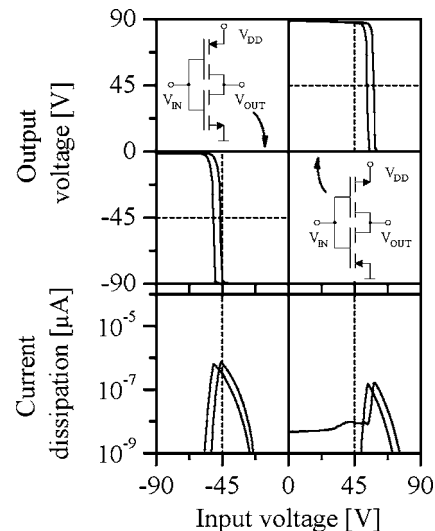 Output
voltage [V]
90
45
0
-45
-90
V_DD
V_IN V_OUT
V_DD
V_IN V_OUT
Current
dissipation [µA]
10^-5
10^-7
10^-9
-90 -45 0 45 90
Input voltage [V]